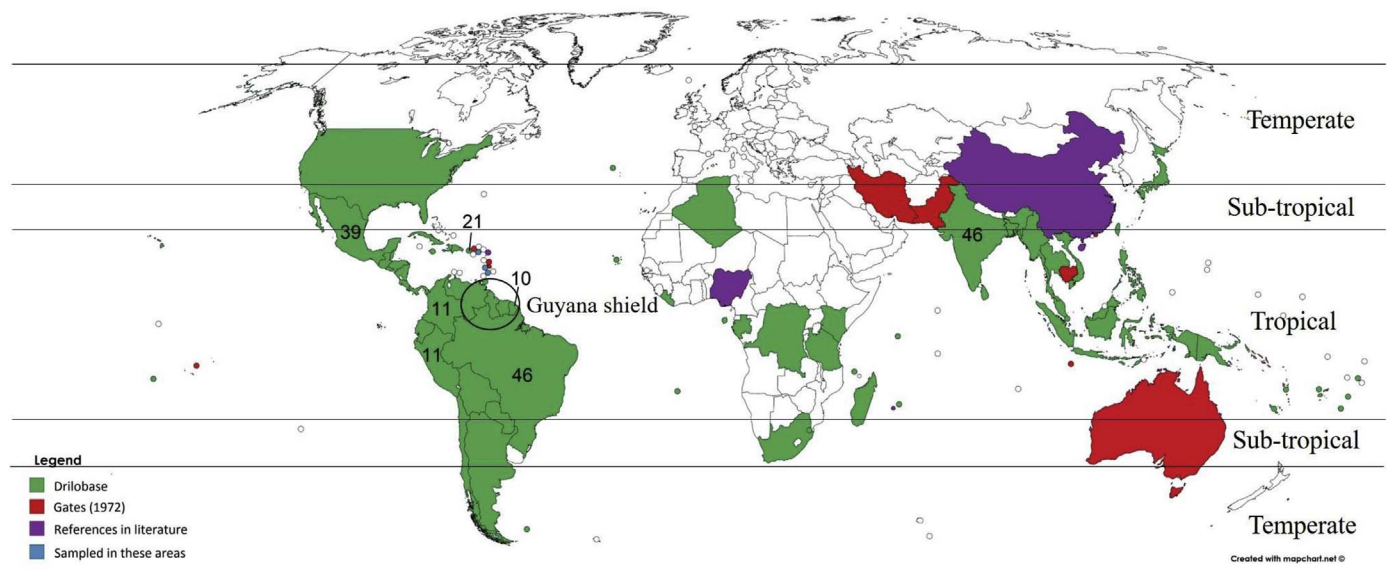 Temperate
Sub-tropical
21
39
46
10
Guyana shield
11
Tropical
11
46
Sub-tropical
Legend
Drilobase
Gates (1972)
References in literature
Temperate
Sampled in these areas
Created with mapchart.net ©